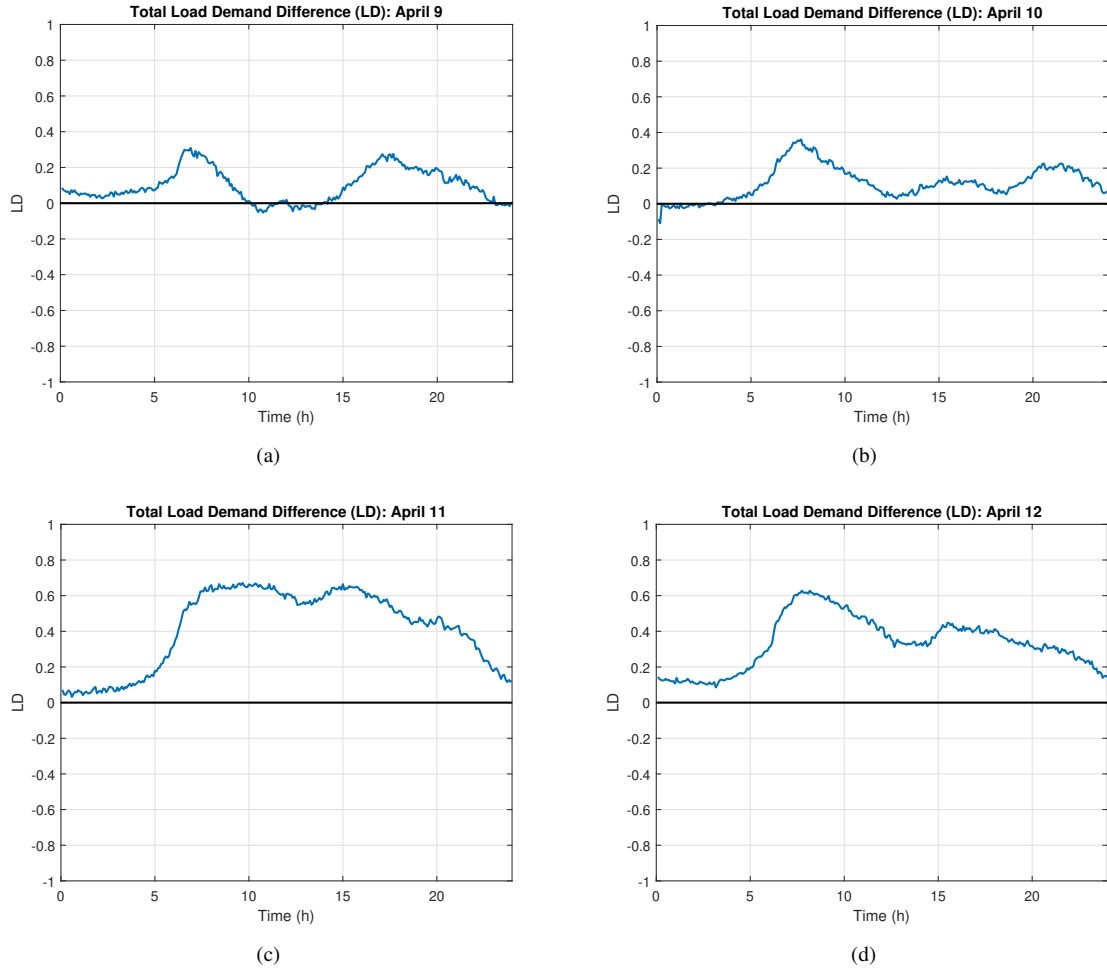 Total Load Demand Difference (LD): April 9
1
0.8
0.6
0.4
0.2
0
-0.2
-0.4
-0.6
-0.8
-1
LD
0 5 10 15 20
Time (h)
(a)
Total Load Demand Difference (LD): April 10
1
0.8
0.6
0.4
0.2
0
-0.2
-0.4
-0.6
-0.8
-1
LD
0 5 10 15 20
Time (h)
(b)
Total Load Demand Difference (LD): April 11
1
0.8
0.6
0.4
0.2
0
-0.2
-0.4
-0.6
-0.8
-1
LD
0 5 10 15 20
Time (h)
(c)
Total Load Demand Difference (LD): April 12
1
0.8
0.6
0.4
0.2
0
-0.2
-0.4
-0.6
-0.8
-1
LD
0 5 10 15 20
Time (h)
(d)